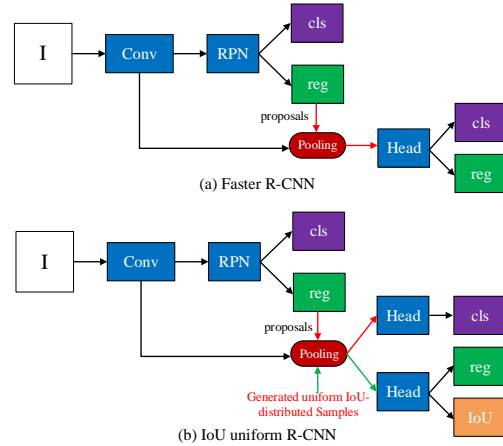 I
Conv
RPN
cls
reg
proposals
Pooling
Head
cls
reg
(a) Faster R-CNN
I
Conv
RPN
cls
reg
proposals
Pooling
Head
cls
Head
reg
IoU
Generated uniform IoU-
distributed Samples
(b) IoU uniform R-CNN